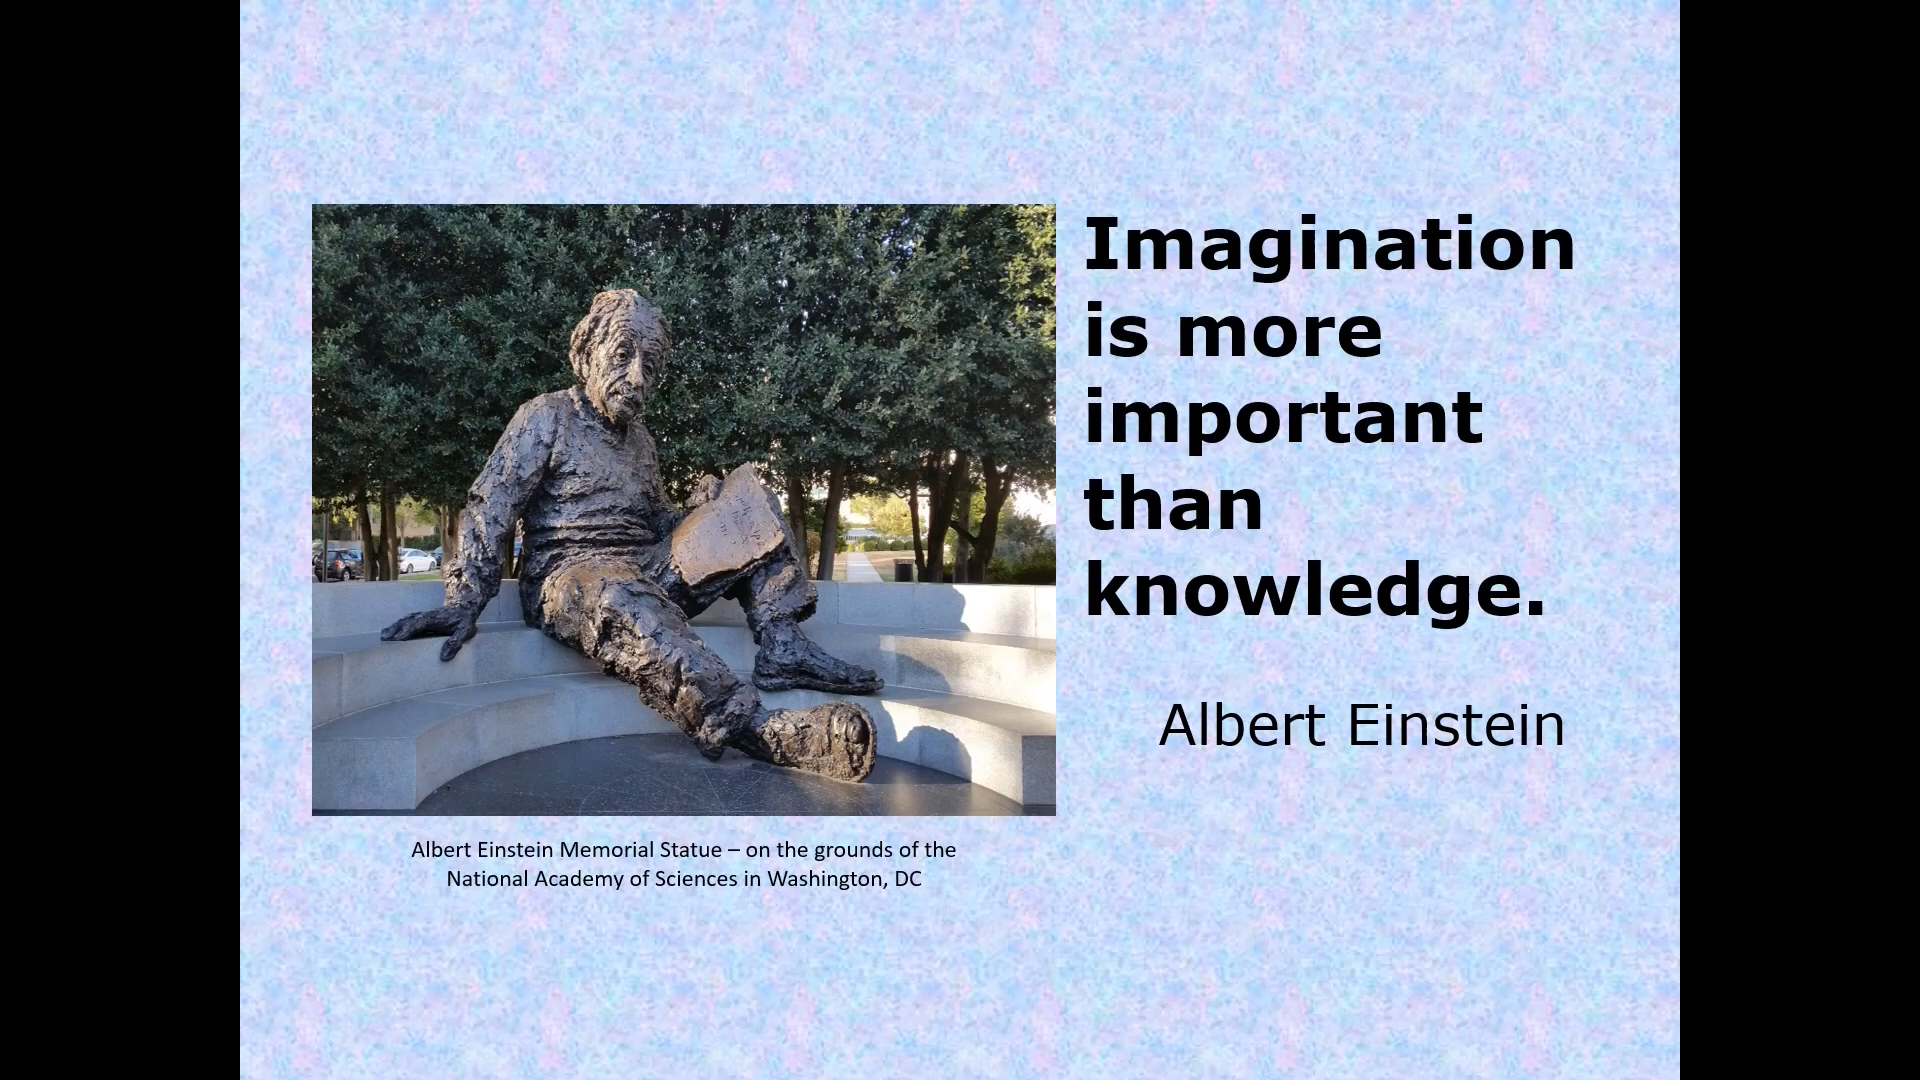 Imagination
is more
important
than
knowledge.
Albert Einstein
Albert Einstein Memorial Statue – on the grounds of the
National Academy of Sciences in Washington, DC